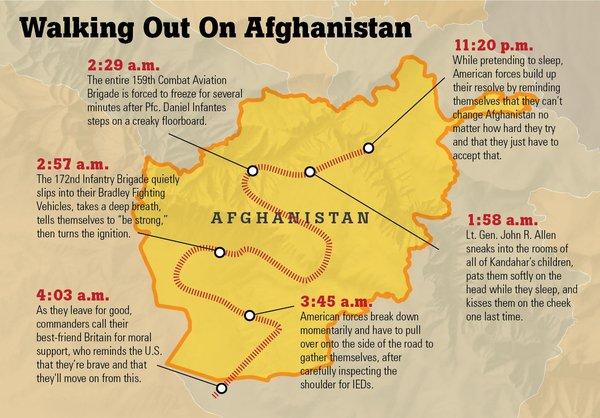 Walking Out On Afghanistan
2:29 a.m.
The entire 159th Combat Aviation
Brigade is forced to freeze for several
minutes after Pfc. Daniel Infantes
steps on a creaky floorboard.
11:20 p.m.
While pretending to sleep,
American forces build up
their resolve by reminding
themselves that they can't
change Afghanistan no
matter how hard they try
and that they just have to
accept that.
2:57 a.m.
The 172nd Infantry Brigade quietly
slips into their Bradley Fighting
Vehicles, takes a deep breath,
tells themselves to “be strong,”
then turns the ignition.
AFGHANISTAN
1:58 a.m.
Lt. Gen. John R. Allen
sneaks into the rooms of
all of Kandahar's children,
pats them softly on the
head while they sleep, and
kisses them on the cheek
one last time.
4:03 a.m.
As they leave for good,
commanders call their
best-friend Britain for moral
support, who reminds the U.S.
that they're brave and that
they'll move on from this.
3:45 a.m.
American forces break down
momentarily and have to pull
over onto the side of the road to
gather themselves, after
carefully inspecting the
shoulder for IEDs.